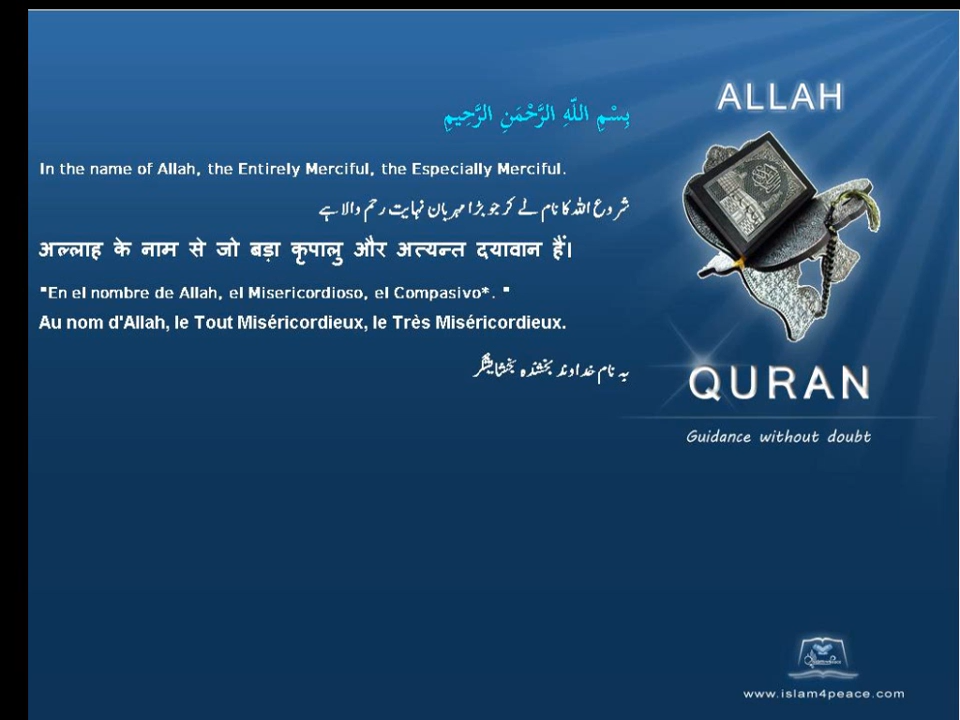 بِسْمِ اللَّهِ الرَّحْمَنِ الرَّحِيمِ
In the name of Allah, the Entirely Merciful, the Especially Merciful.
شروع الله کا نام لے کر جو بڑا مہربان نہایت رحم والا ہے
अल्लाह के नाम से जो बड़ा कृपालु और अत्यन्त दयावान हैं।
"En el nombre de Allah, el Misericordioso, el Compasivo*. "
Au nom d'Allah, le Tout Miséricordieux, le Très Miséricordieux.
به نام خداوند بخشنده بخشایشگر
ALLAH
QURAN
Guidance without doubt
www.islam4peace.com